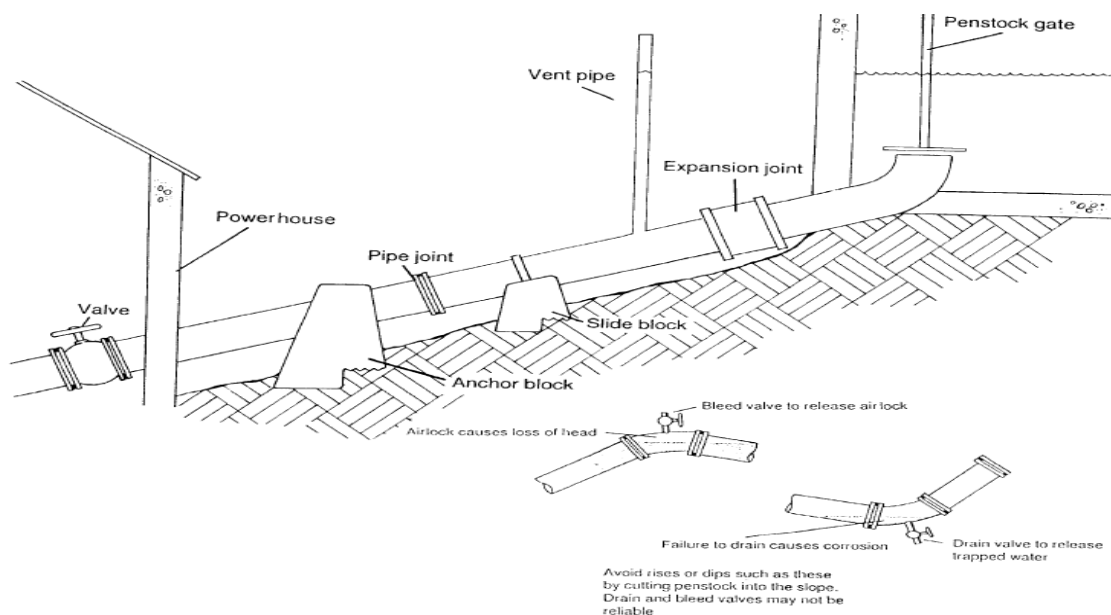 Penstock gate
Vent pipe
Expansion joint
Powerhouse
Pipe joint
Valve
Slide block
Anchor block
Bleed valve to release air lock
Airlock causes loss of head
Failure to drain causes corrosion
Drain valve to release
trapped water
Avoid rises or dips such as these
by cutting penstock into the slope.
Drain and bleed valves may not be
reliable